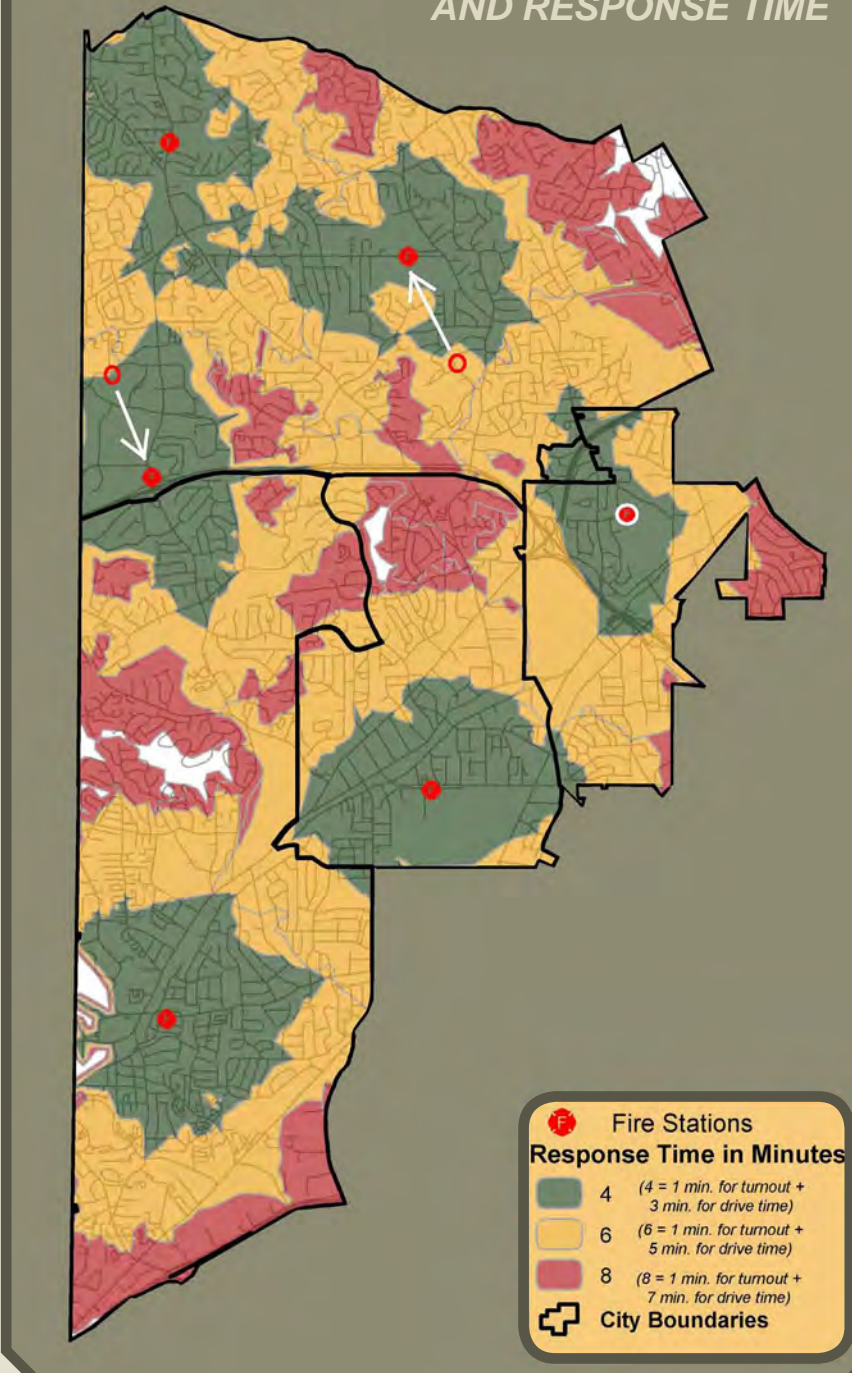 AND RESPONSE TIME
F
F
F
F
F
F
F Fire Stations
Response Time in Minutes
4 (4 = 1 min. for turnout +
3 min. for drive time)
6 (6 = 1 min. for turnout +
5 min. for drive time)
8 (8 = 1 min. for turnout +
7 min. for drive time)
City Boundaries